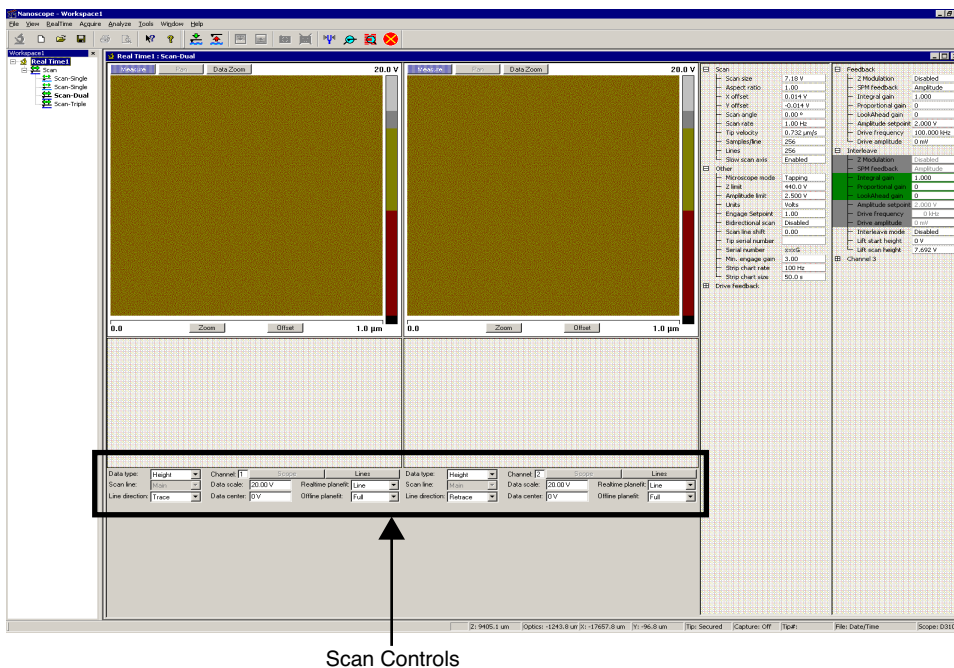 Nanoscope - Workspace1
File View RealTime Acquire Analyze Tools Window Help
Workspace1
Real Time1
Scan
Scan-Single
Scan-Single
Scan-Dual
Scan-Triple
Real Time1 : Scan-Dual
Measure Pan Data Zoom 20.0 V
0.0 Zoom Offset 1.0 µm
Measure Pan Data Zoom 20.0 V
0.0 Zoom Offset 1.0 µm
Scan
Scan size 7.18 V
Aspect ratio 1.00
X offset 0.014 V
Y offset -0.014 V
Scan angle 0.00 º
Scan rate 1.00 Hz
Tip velocity 0.732 µm/s
Samples/line 256
Lines 256
Slow scan axis Enabled
Other
Microscope mode Tapping
Z limit 440.0 V
Amplitude limit 2.500 V
Units Volts
Engage Setpoint 1.00
Bidirectional scan Disabled
Scan line shift 0.00
Tip serial number
Serial number xxxG
Min. engage gain 3.00
Strip chart rate 100 Hz
Strip chart size 50.0 s
Drive feedback
Feedback
Z Modulation Disabled
SPM feedback Amplitude
Integral gain 1.000
Proportional gain 0
LookAhead gain 0
Amplitude setpoint 2.000 V
Drive frequency 100.000 kHz
Drive amplitude 0 mV
Interleave
Z Modulation Disabled
SPM feedback Amplitude
Integral gain 1.000
Proportional gain 0
LookAhead gain 0
Amplitude setpoint 2.000 V
Drive frequency 0 kHz
Drive amplitude 0 mV
Interleave mode Disabled
Lift start height 0 V
Lift scan height 7.692 V
Channel 3
Data type: Height Channel: 1 Scope Lines
Scan line: Main Data scale: 20.00 V Realtime planefit: Line
Line direction: Trace Data center: 0 V Offline planefit: Full
Data type: Height Channel: 2 Scope Lines
Scan line: Main Data scale: 20.00 V Realtime planefit: Line
Line direction: Retrace Data center: 0 V Offline planefit: Full
Z: 9405.1 um Optics: -1243.8 um X: -17657.8 um Y: -96.8 um Tip: Secured Capture: Off Tip#: File: Date/Time Scope: D310
Scan Controls